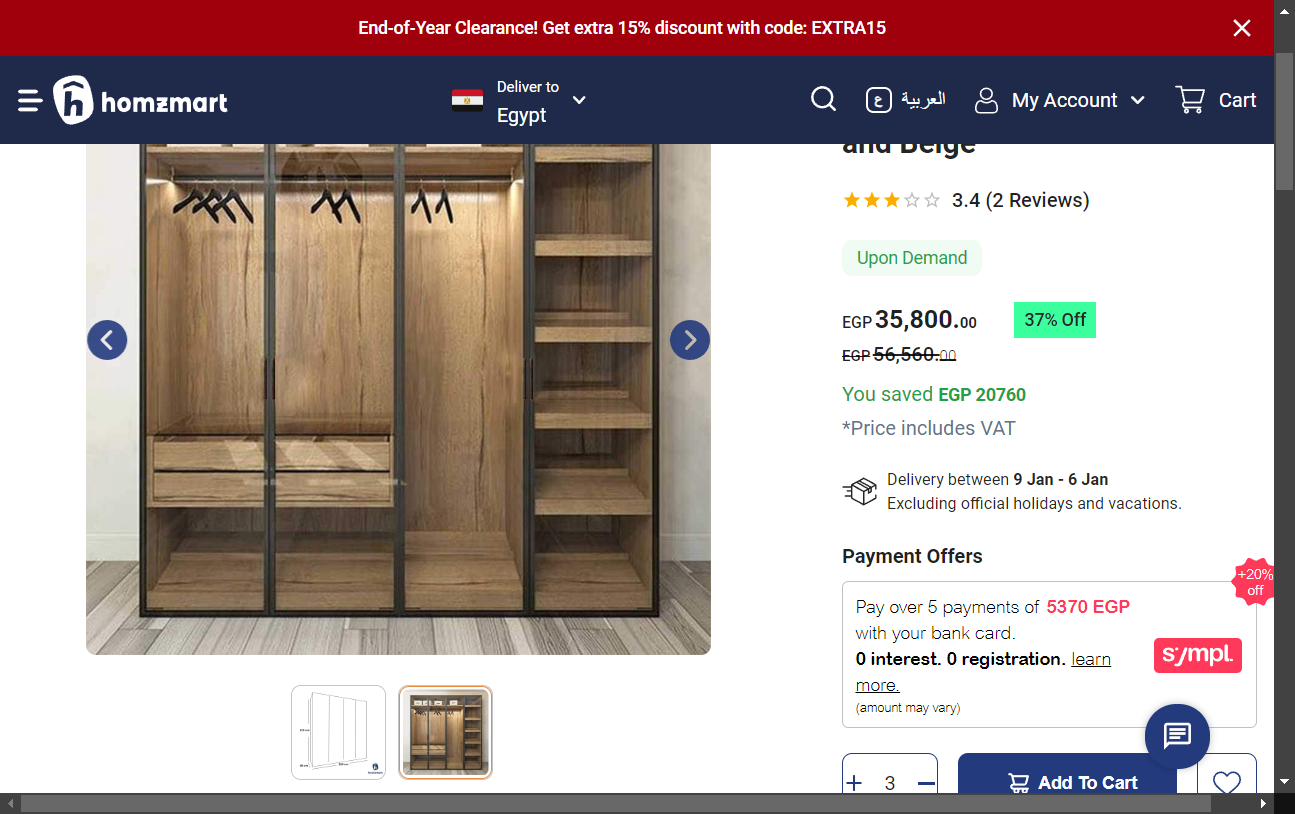 End-of-Year Clearance! Get extra 15% discount with code: EXTRA15
homzmart
Deliver to
Egypt
ع
العربية
My Account
Cart
and Beige
3.4 (2 Reviews)
Upon Demand
EGP 35,800.00
37% Off
EGP 56,560.00
You saved EGP 20760
*Price includes VAT
Delivery between 9 Jan - 6 Jan
Excluding official holidays and vacations.
Payment Offers
+20%
off
Pay over 5 payments of 5370 EGP
with your bank card.
0 interest. 0 registration. learn
more.
(amount may vary)
sympl.
+ 3 —
Add To Cart